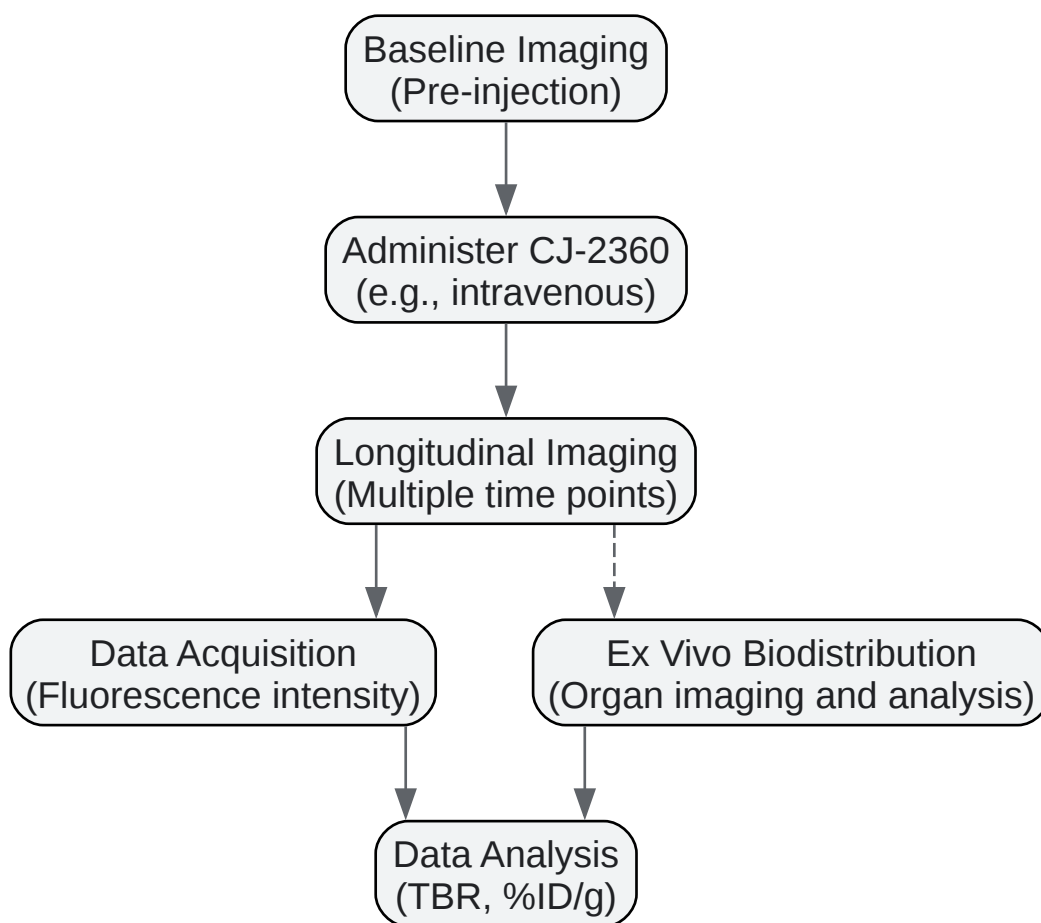 Baseline Imaging
(Pre-injection)
Administer CJ-2360
(e.g., intravenous)
Longitudinal Imaging
(Multiple time points)
Data Acquisition
(Fluorescence intensity)
Ex Vivo Biodistribution
(Organ imaging and analysis)
Data Analysis
(TBR, %ID/g)